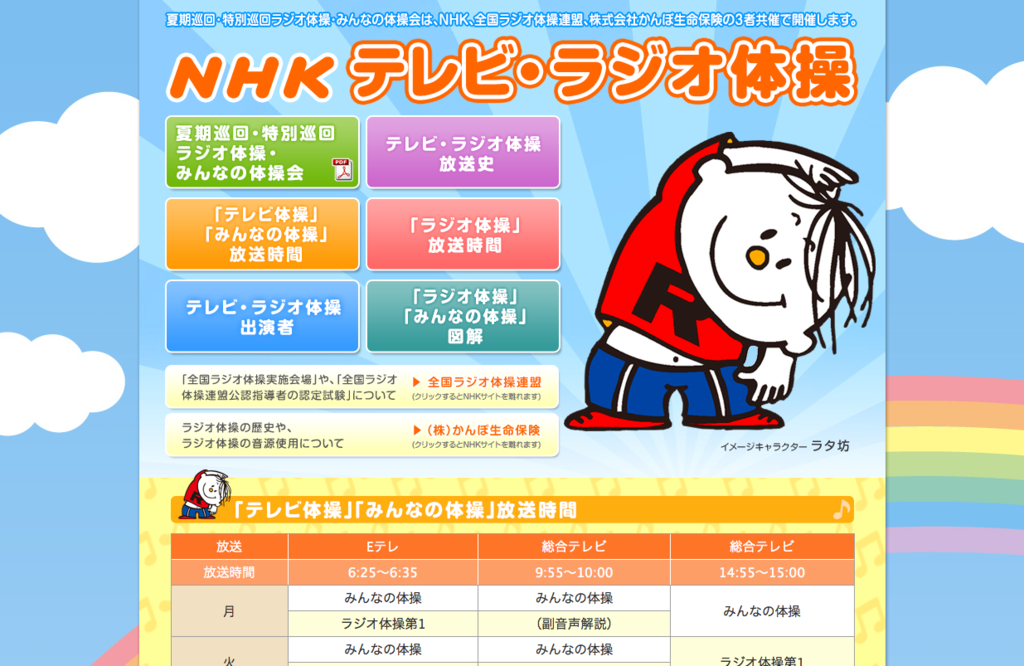 夏期巡回・特別巡回ラジオ体操・みんなの体操会は、NHK、全国ラジオ体操連盟、株式会社かんぽ生命保険の3者共催で開催します。
NHK テレビ・ラジオ体操
夏期巡回・特別巡回
ラジオ体操・
みんなの体操会
PDF
テレビ・ラジオ体操
放送史
「テレビ体操」
「みんなの体操」
放送時間
「ラジオ体操」
放送時間
テレビ・ラジオ体操
出演者
「ラジオ体操」
「みんなの体操」
図解
R
「全国ラジオ体操実施会場」や、「全国ラジオ
体操連盟公認指導者の認定試験」について
▶ 全国ラジオ体操連盟
(クリックするとNHKサイトを離れます)
ラジオ体操の歴史や、
ラジオ体操の音源使用について
▶ (株)かんぽ生命保険
(クリックするとNHKサイトを離れます)
イメージキャラクター ラタ坊
「テレビ体操」「みんなの体操」放送時間
放送 Eテレ 総合テレビ 総合テレビ
放送時間 6:25～6:35 9:55～10:00 14:55～15:00
月 みんなの体操 みんなの体操 みんなの体操
ラジオ体操第1 (副音声解説)
火 みんなの体操 みんなの体操 ラジオ体操第1